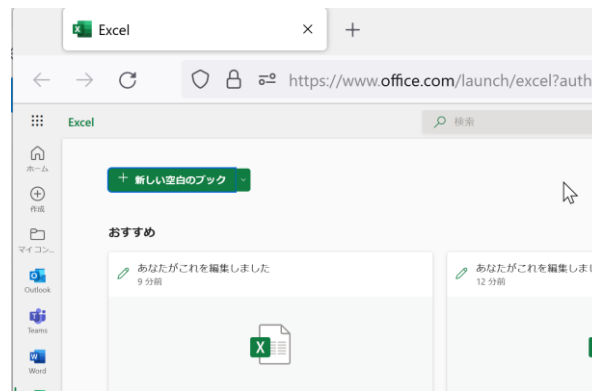 Excel
https://www.office.com/launch/excel?auth
Excel
検索
ホーム
作成
マイ コン...
Outlook
Teams
Word
+ 新しい空白のブック
おすすめ
あなたがこれを編集しました
9 分前
あなたがこれを編集しま
12 分前